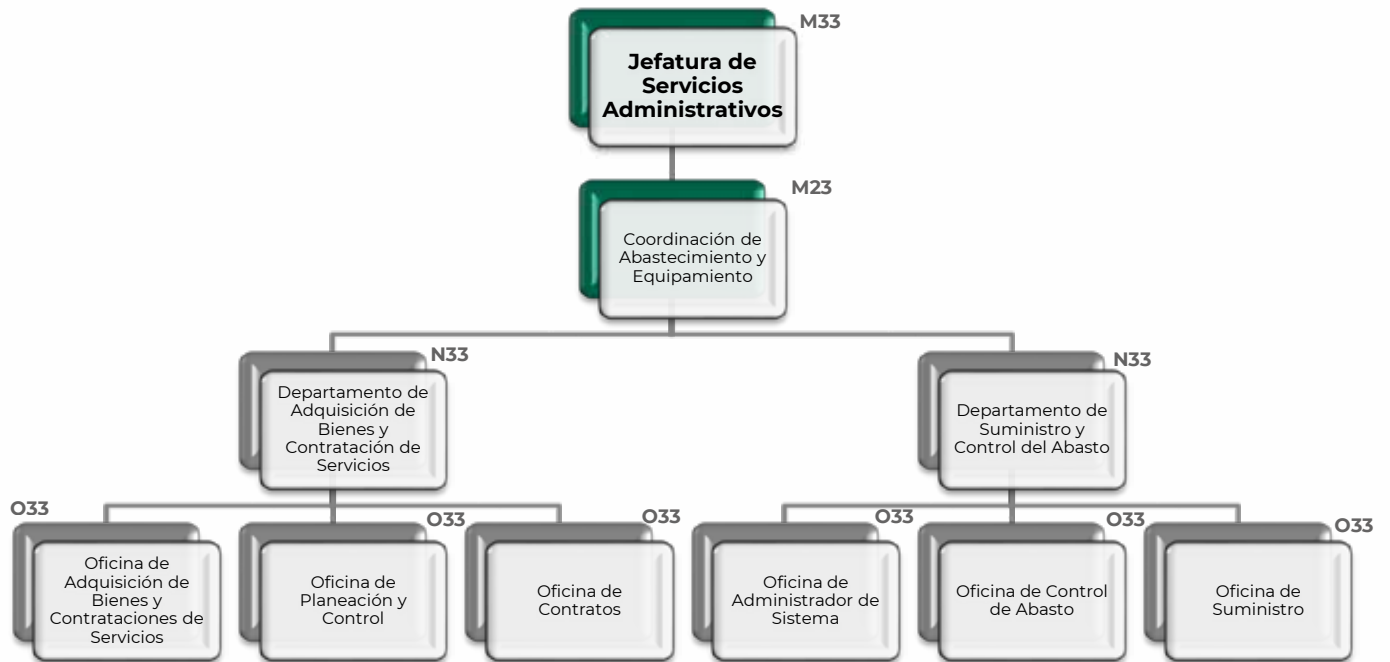 M33
Jefatura de
Servicios
Administrativos
M23
Coordinación de
Abastecimiento y
Equipamiento
N33
Departamento de
Adquisición de
Bienes y
Contratación de
Servicios
N33
Departamento de
Suministro y
Control del Abasto
O33
Oficina de
Adquisición de
Bienes y
Contrataciones de
Servicios
O33
Oficina de
Planeación y
Control
O33
Oficina de
Contratos
O33
Oficina de
Administrador de
Sistema
O33
Oficina de Control
de Abasto
O33
Oficina de
Suministro